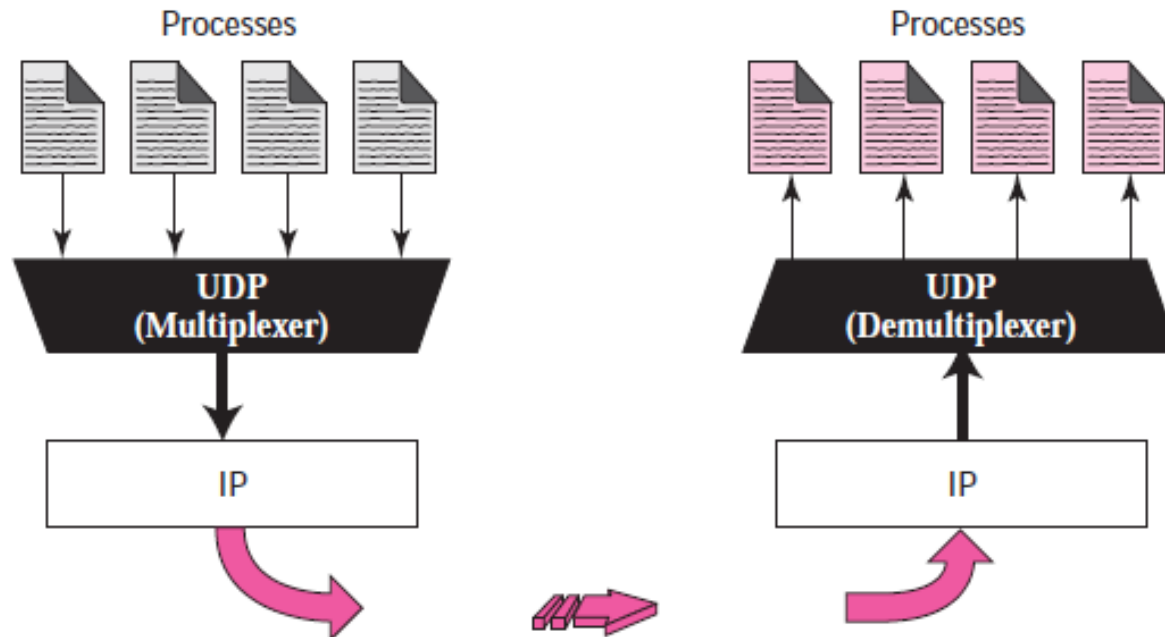 Processes
Processes
UDP
(Multiplexer)
UDP
(Demultiplexer)
IP
IP